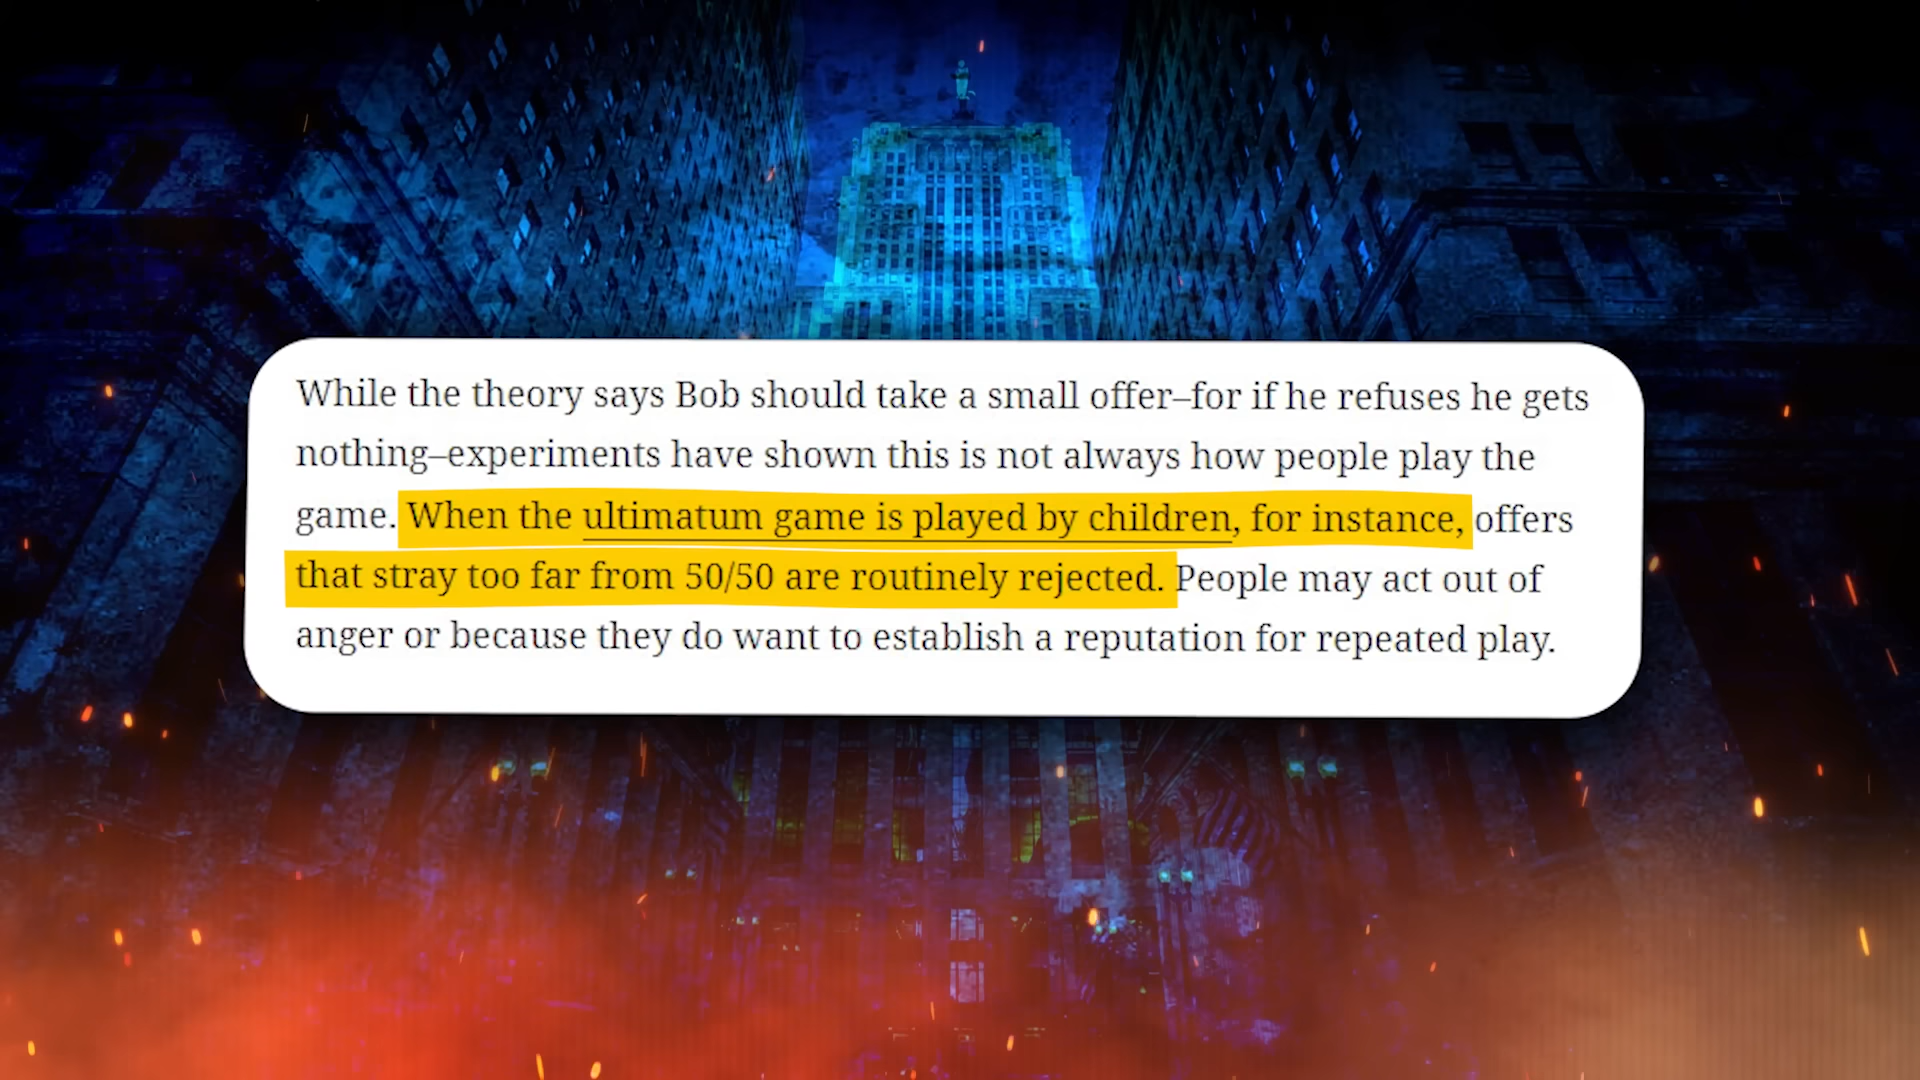 While the theory says Bob should take a small offer–for if he refuses he gets
nothing–experiments have shown this is not always how people play the
game. When the ultimatum game is played by children, for instance, offers
that stray too far from 50/50 are routinely rejected. People may act out of
anger or because they do want to establish a reputation for repeated play.